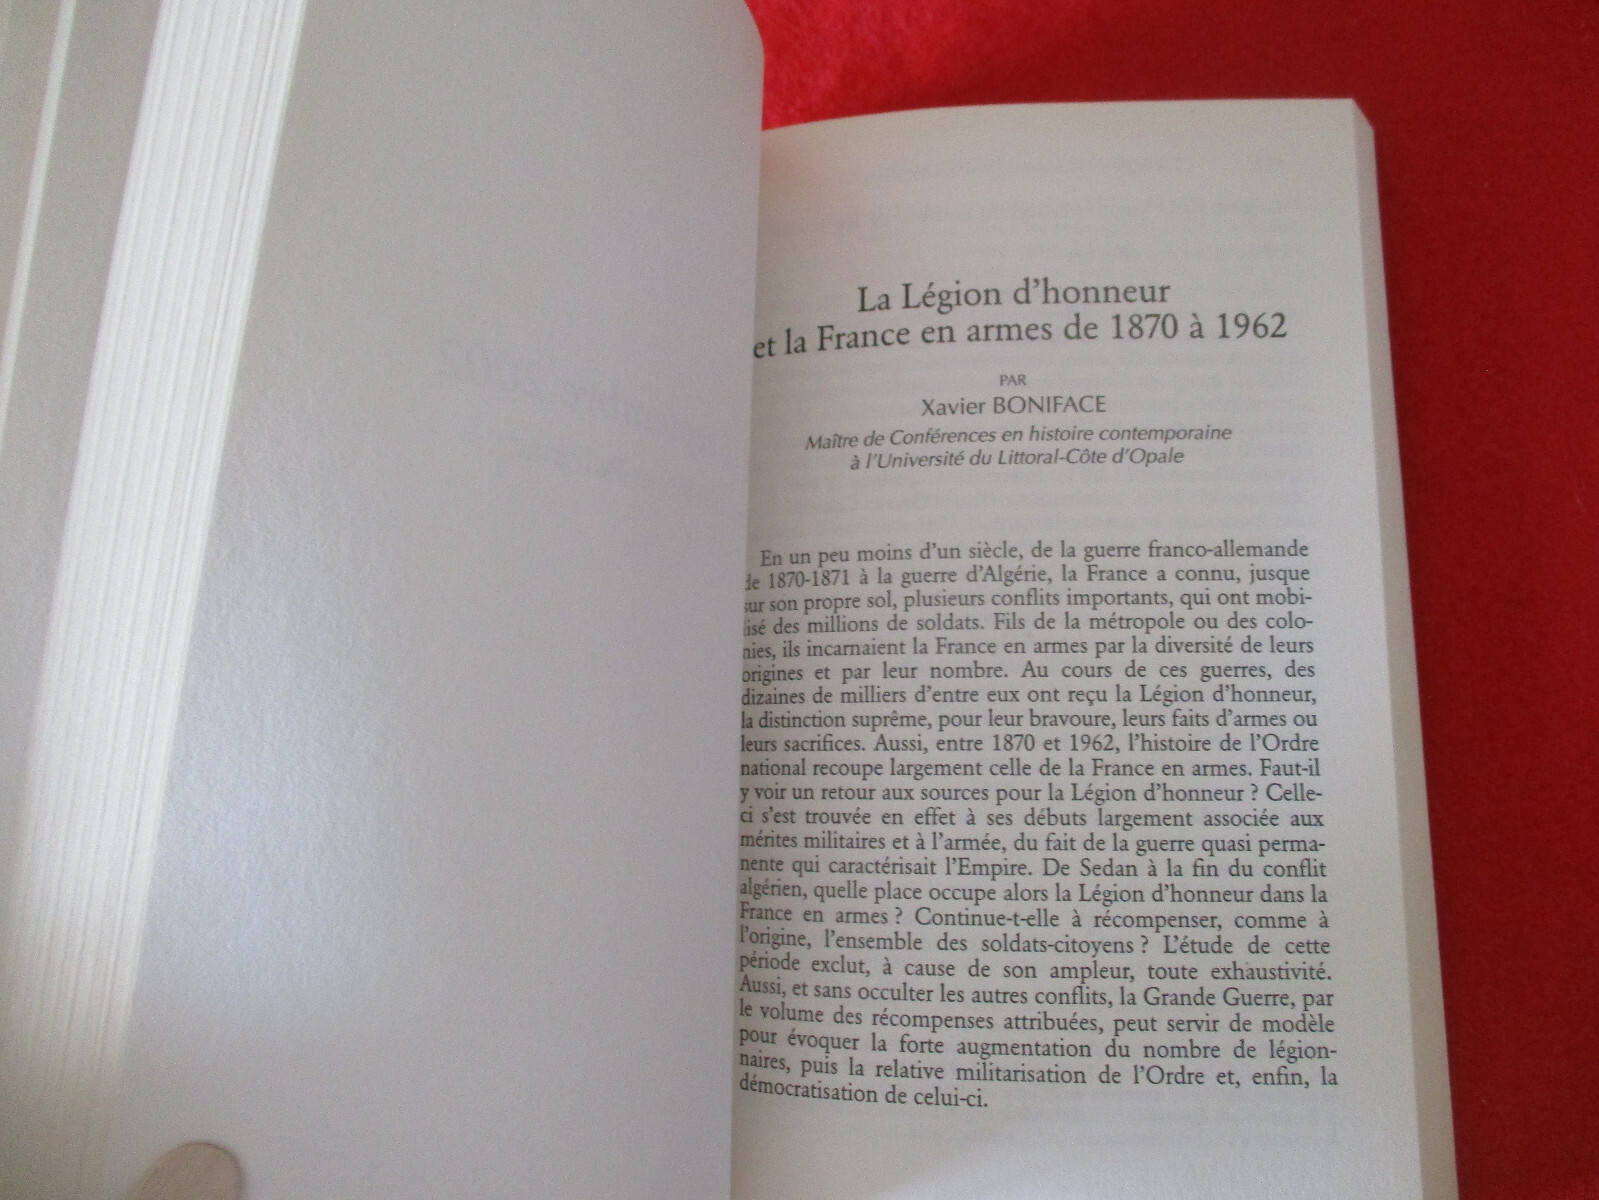 La Légion d'honneur
et la France en armes de 1870 à 1962
PAR
Xavier BONIFACE
Maître de Conférences en histoire contemporaine
à l'Université du Littoral-Côte d'Opale
En un peu moins d'un siècle, de la guerre franco-allemande
de 1870-1871 à la guerre d'Algérie, la France a connu, jusque
sur son propre sol, plusieurs conflits importants, qui ont mobi-
lisé des millions de soldats. Fils de la métropole ou des colo-
nies, ils incarnaient la France en armes par la diversité de leurs
origines et par leur nombre. Au cours de ces guerres, des
dizaines de milliers d'entre eux ont reçu la Légion d'honneur,
la distinction suprême, pour leur bravoure, leurs faits d'armes ou
leurs sacrifices. Aussi, entre 1870 et 1962, l'histoire de l'Ordre
national recoupe largement celle de la France en armes. Faut-il
y voir un retour aux sources pour la Légion d'honneur ? Celle-
ci s'est trouvée en effet à ses débuts largement associée aux
mérites militaires et à l'armée, du fait de la guerre quasi perma-
nente qui caractérisait l'Empire. De Sedan à la fin du conflit
algérien, quelle place occupe alors la Légion d'honneur dans la
France en armes ? Continue-t-elle à récompenser, comme à
l'origine, l'ensemble des soldats-citoyens ? L'étude de cette
période exclut, à cause de son ampleur, toute exhaustivité.
Aussi, et sans occulter les autres conflits, la Grande Guerre, par
le volume des récompenses attribuées, peut servir de modèle
pour évoquer la forte augmentation du nombre de légion-
naires, puis la relative militarisation de l'Ordre et, enfin, la
démocratisation de celui-ci.